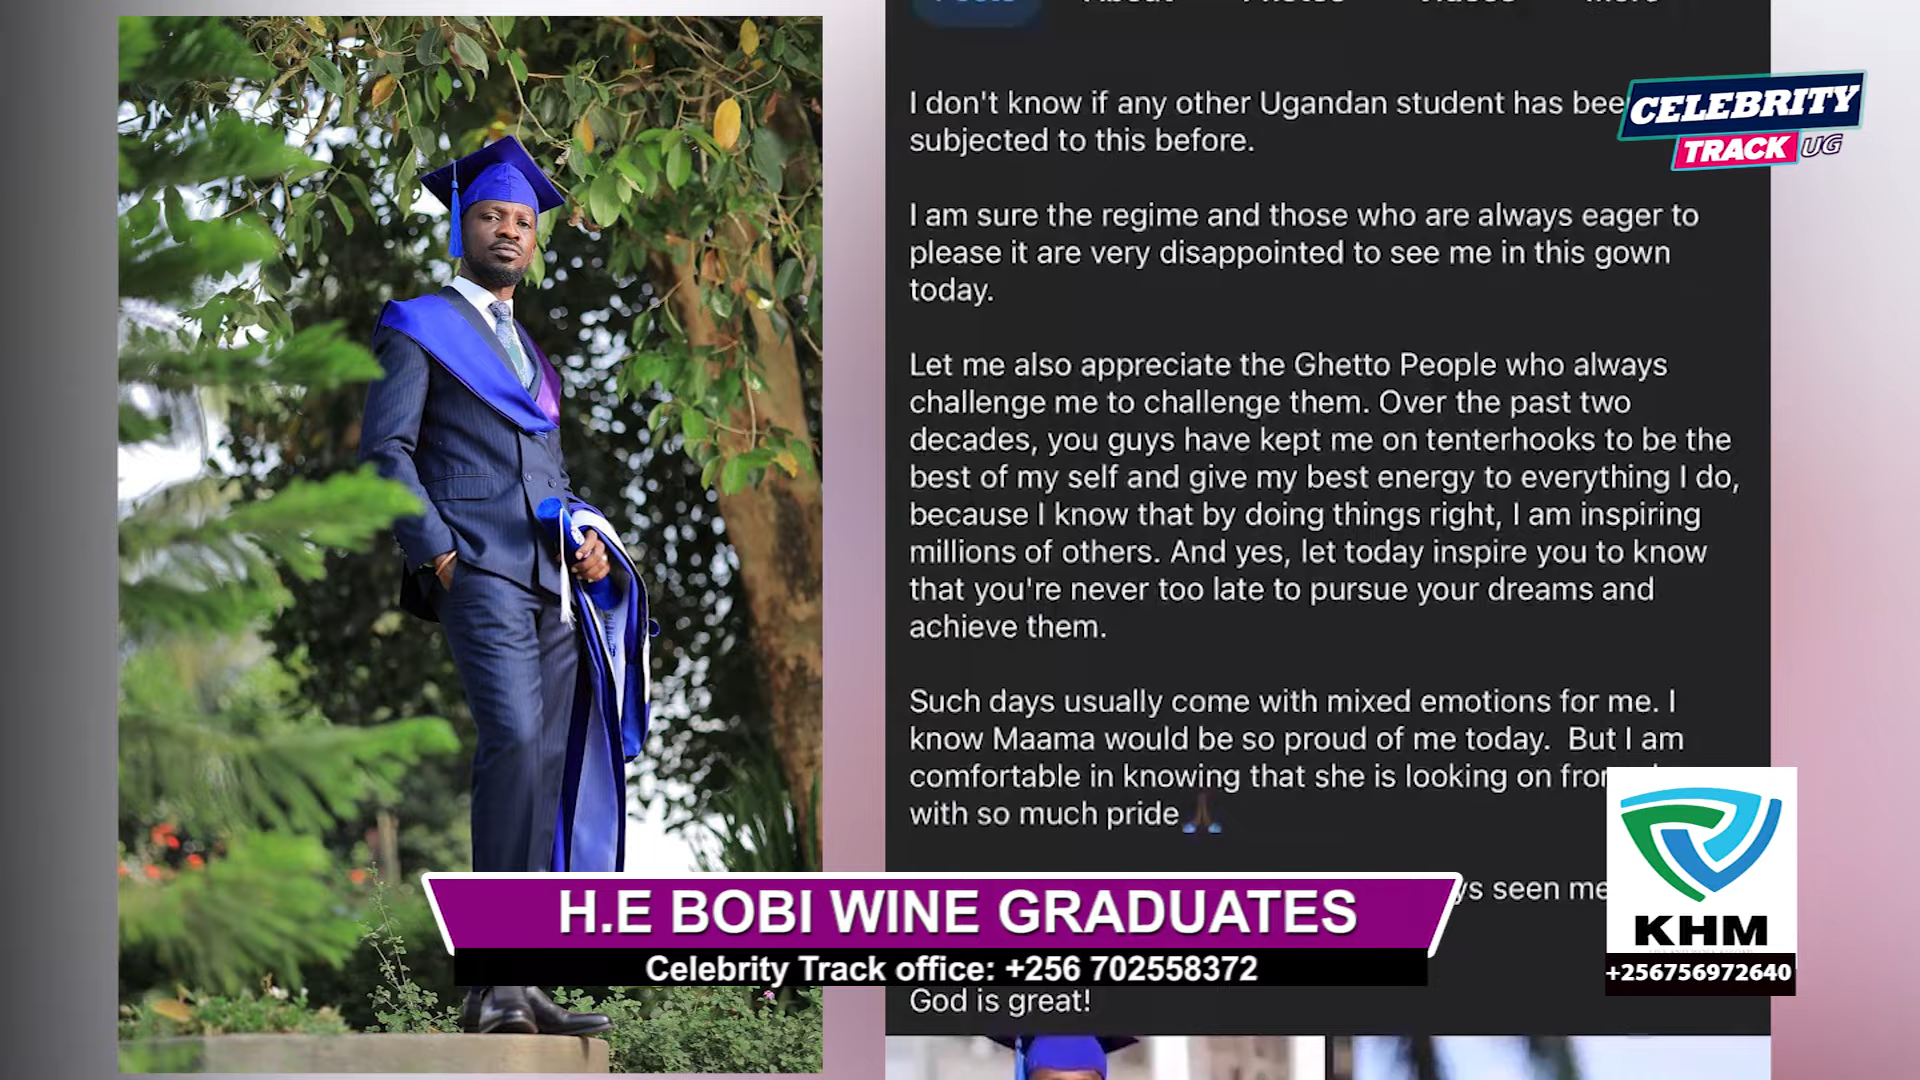 I don't know if any other Ugandan student has
subjected to this before.
I am sure the regime and those who are always eager to
please it are very disappointed to see me in this gown
today.
Let me also appreciate the Ghetto People who always
challenge me to challenge them. Over the past two
decades, you guys have kept me on tenterhooks to be the
best of my self and give my best energy to everything I do,
because I know that by doing things right, I am inspiring
millions of others. And yes, let today inspire you to know
that you're never too late to pursue your dreams and
achieve them.
Such days usually come with mixed emotions for me. I
know Maama would be so proud of me today.  But I am
comfortable in knowing that she is looking on
with so much pride
seen me
God is great!
CELEBRITY
TRACK UG
H.E BOBI WINE GRADUATES
Celebrity Track office: +256 702558372
KHM
+256756972640